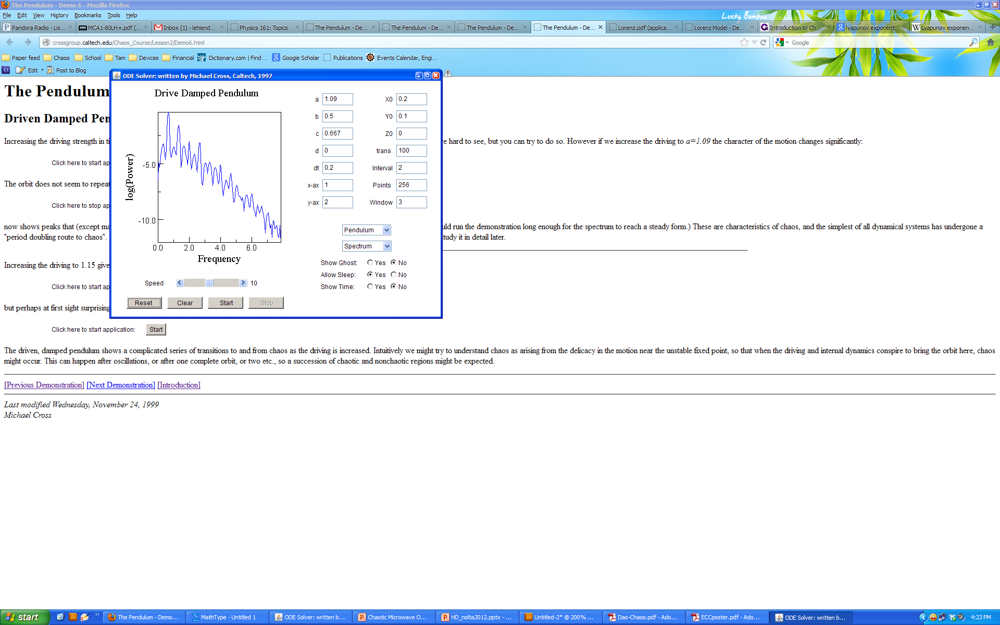 The Pendulum - Demo 6 - Mozilla Firefox
File Edit View History Bookmarks Tools Help
Lucky Bamboo
Pandora Radio - Lis... MCA1-80LH+.pdf (... Inbox (1) - lehiend... Physics 161: Topics The Pendulum - De... The Pendulum - De... The Pendulum - De... The Pendulum - De... Lorenz.pdf (applica... Lorenz Model - De... Introduction to Ch... lyapunov exponent... Lyapunov exponen...
crossgroup.caltech.edu/Chaos_Course/Lesson2/Demo6.html Google
Paper feed Chaos School Tam Devices Financial Dictionary.com | Find ... Google Scholar Publications Events Calendar, Engi...
Ct Edit Post to Blog
ODE Solver: written by Michael Cross, Caltech, 1997
The Pendulum
Drive Damped Pendulum
a 1.09 X0 0.2
Driven Damped Pen
b 0.5 Y0 0.1
c 0.667 Z0 0
Increasing the driving strength in ti
e hard to see, but you can try to do so. However if we increase the driving to a=1.09 the character of the motion changes significantly:
d 0 trans 100
Click here to start ap
dt 0.2 Interval 2
The orbit does not seem to repeat
x-ax 1 Points 256
Click here to stop ap
y-ax 2 Window 3
log(Power)
-5.0
-10.0
0.0 2.0 4.0 6.0
Frequency
now shows peaks that (except ma
uld run the demonstration long enough for the spectrum to reach a steady form.) These are characteristics of chaos, and the simplest of all dynamical systems has undergone a
"period doubling route to chaos".
study it in detail later.
Pendulum
Spectrum
Increasing the driving to 1.15 give
Show Ghost: Yes No
Allow Sleep: Yes No
Show Time: Yes No
Click here to start ap
Speed 10
Reset Clear Start Stop
but perhaps at first sight surprising
Click here to start application: Start
The driven, damped pendulum shows a complicated series of transitions to and from chaos as the driving is increased. Intuitively we might try to understand chaos as arising from the delicacy in the motion near the unstable fixed point, so that when the driving and internal dynamics conspire to bring the orbit here, chaos
might occur. This can happen after oscillations, or after one complete orbit, or two etc., so a succession of chaotic and nonchaotic regions might be expected.
[Previous Demonstration] [Next Demonstration] [Introduction]
Last modified Wednesday, November 24, 1999
Michael Cross
start The Pendulum - Demo... MathType - Untitled 1 ODE Solver: written b... Chaotic Microwave O... HD_nolta2012.pptx - ... Untitled-2* @ 200% ... Dao-Chaos.pdf - Ado... ECCposter.pdf - Ado... ODE Solver: written b... 4:23 PM